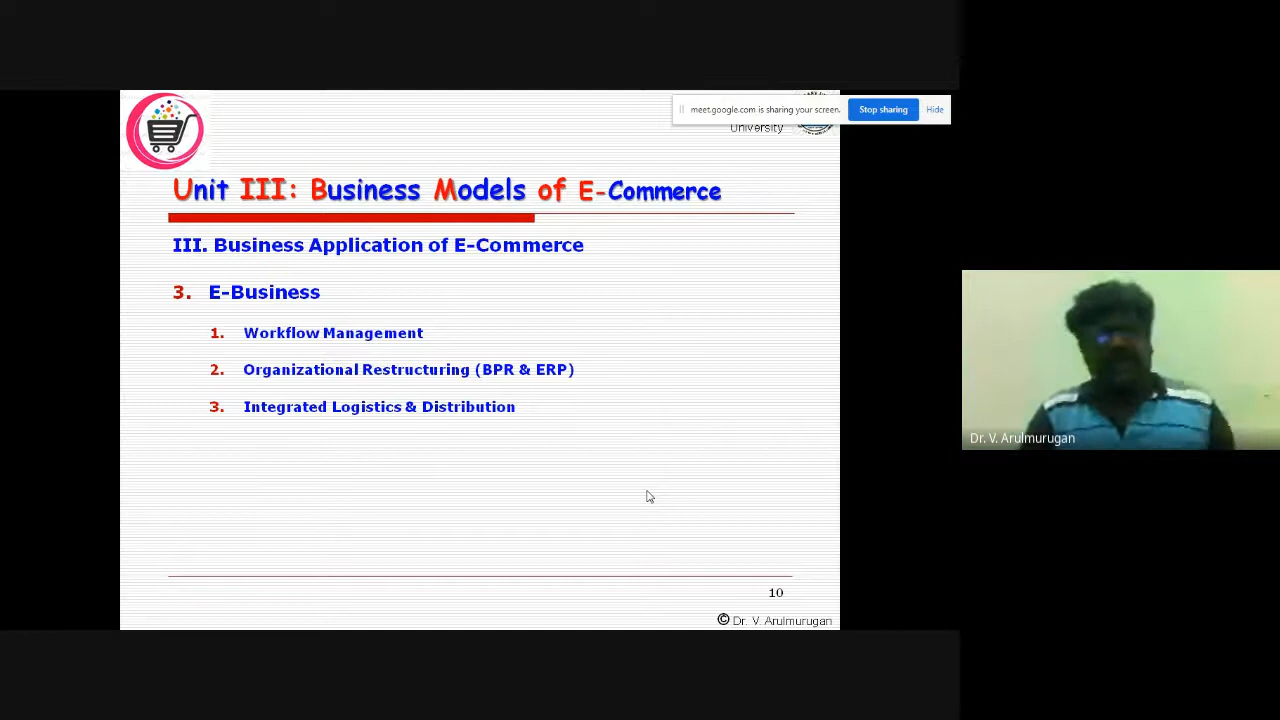 meet.google.com is sharing your screen.
Stop sharing
Hide
University
Unit III: Business Models of E-Commerce
III. Business Application of E-Commerce
3. E-Business
1. Workflow Management
2. Organizational Restructuring (BPR & ERP)
3. Integrated Logistics & Distribution
10
© Dr. V. Arulmurugan
Dr. V. Arulmurugan